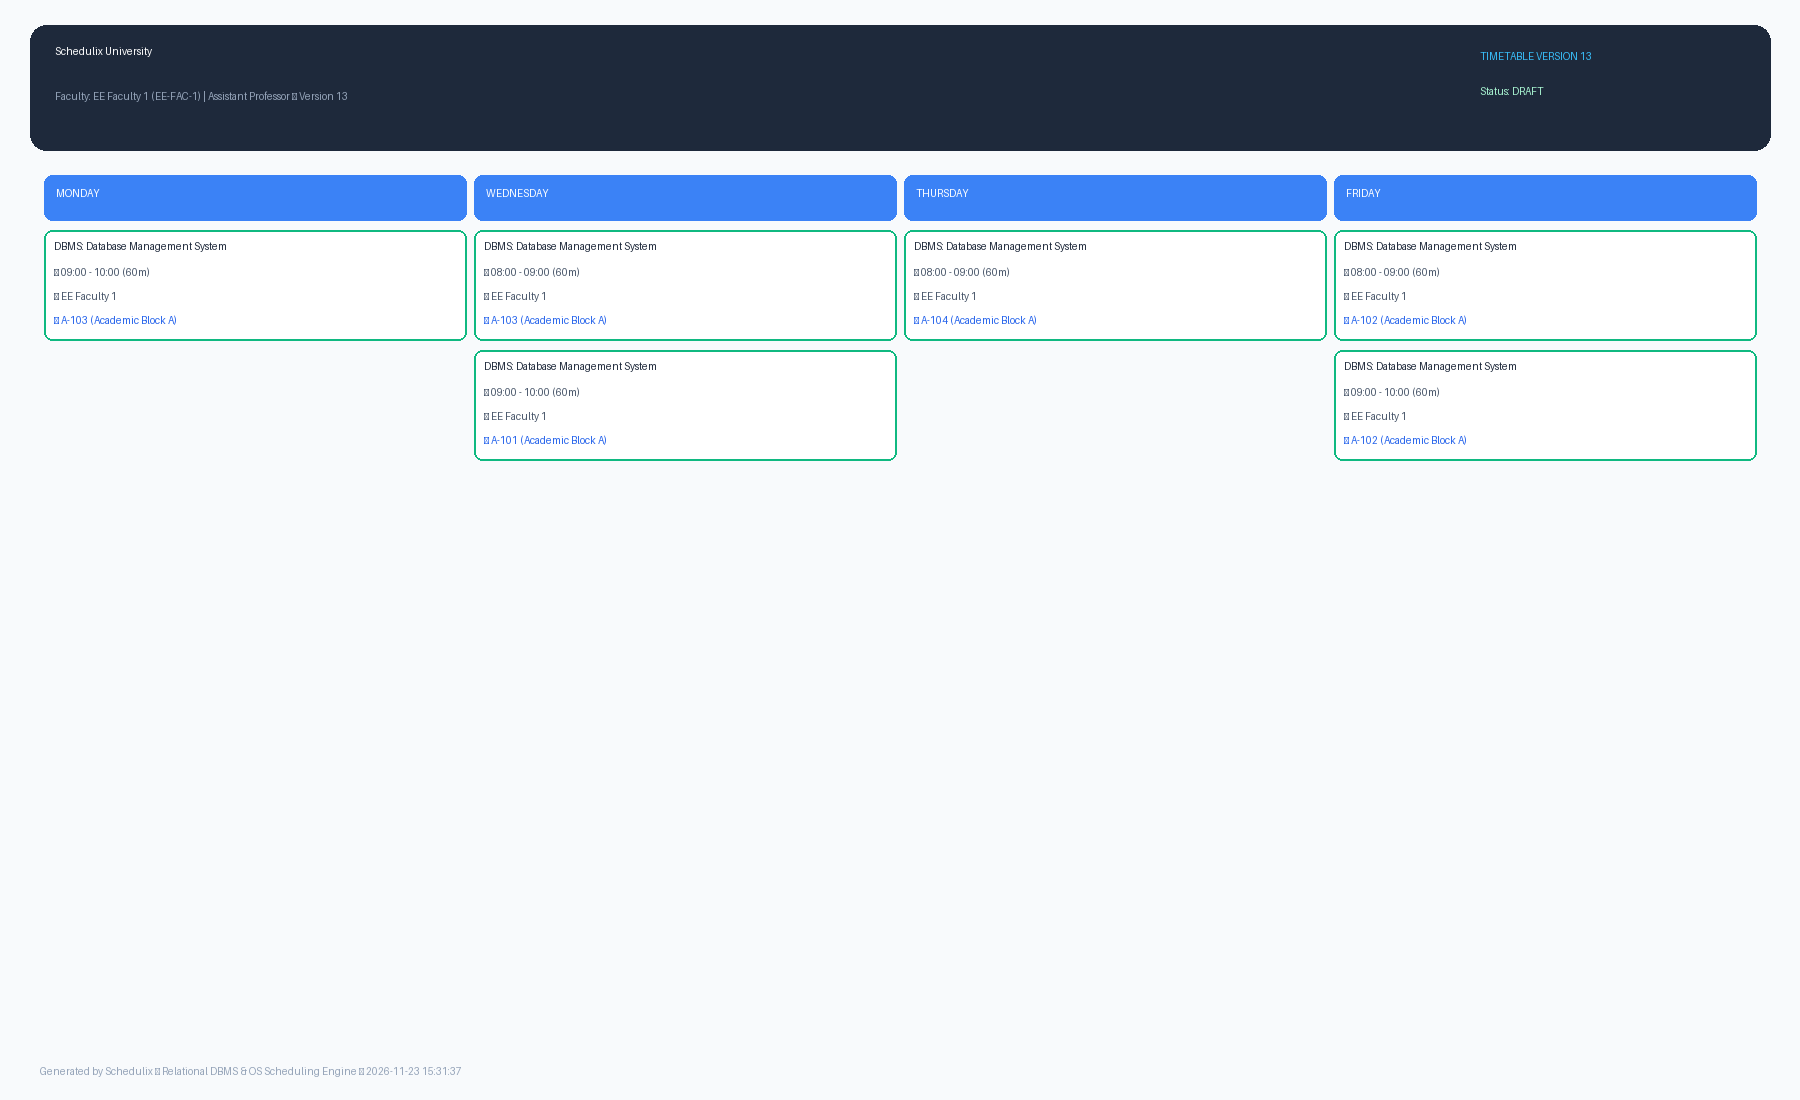 Schedulix University
TIMETABLE VERSION 13
Faculty: EE Faculty 1 (EE-FAC-1) | Assistant Professor Version 13
Status: DRAFT
MONDAY
DBMS: Database Management System
09:00 - 10:00 (60m)
EE Faculty 1
A-103 (Academic Block A)
WEDNESDAY
DBMS: Database Management System
08:00 - 09:00 (60m)
EE Faculty 1
A-103 (Academic Block A)
DBMS: Database Management System
09:00 - 10:00 (60m)
EE Faculty 1
A-101 (Academic Block A)
THURSDAY
DBMS: Database Management System
08:00 - 09:00 (60m)
EE Faculty 1
A-104 (Academic Block A)
FRIDAY
DBMS: Database Management System
08:00 - 09:00 (60m)
EE Faculty 1
A-102 (Academic Block A)
DBMS: Database Management System
09:00 - 10:00 (60m)
EE Faculty 1
A-102 (Academic Block A)
Generated by Schedulix Relational DBMS & OS Scheduling Engine 2026-11-23 15:31:37